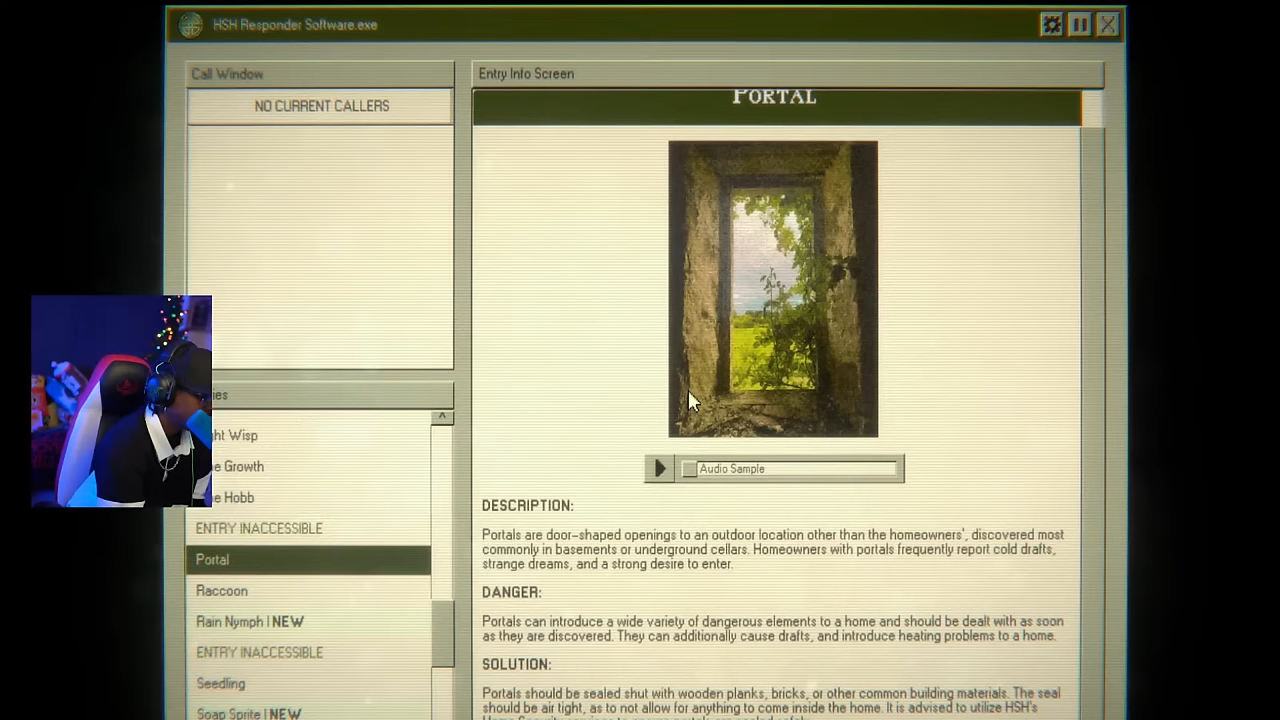 HSH Responder Software.exe
Call Window
NO CURRENT CALLERS
Entry Info Screen
PORTAL
Audio Sample
DESCRIPTION:
Portals are door-shaped openings to an outdoor location other than the homeowners', discovered most
commonly in basements or underground cellars. Homeowners with portals frequently report cold drafts,
strange dreams, and a strong desire to enter.
DANGER:
Portals can introduce a wide variety of dangerous elements to a home and should be dealt with as soon
as they are discovered. They can additionally cause drafts, and introduce heating problems to a home.
SOLUTION:
Portals should be sealed shut with wooden planks, bricks, or other common building materials. The seal
should be air tight, as to not allow for anything to come inside the home. It is advised to utilize HSH's
Wisp
Growth
Hobb
ENTRY INACCESSIBLE
Portal
Raccoon
Rain Nymph | NEW
ENTRY INACCESSIBLE
Seedling
Soap Sprite | NEW